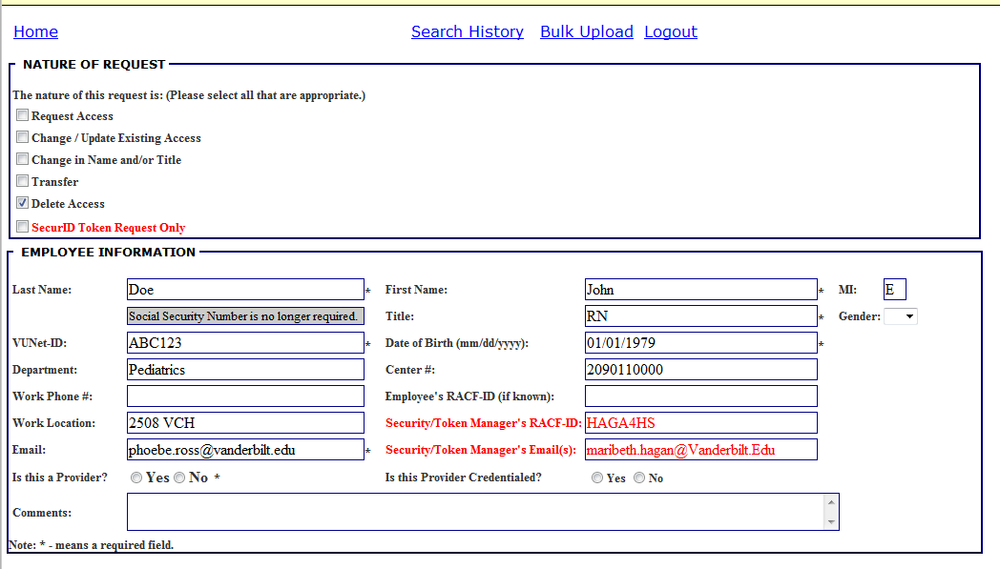 Home Search History Bulk Upload Logout
NATURE OF REQUEST
The nature of this request is: (Please select all that are appropriate.)
Request Access
Change / Update Existing Access
Change in Name and/or Title
Transfer
Delete Access
SecurID Token Request Only
EMPLOYEE INFORMATION
Last Name: Doe * First Name: John * MI: E
Social Security Number is no longer required. Title: RN * Gender:
VUNet-ID: ABC123 * Date of Birth (mm/dd/yyyy): 01/01/1979 *
Department: Pediatrics Center #: 2090110000
Work Phone #: Employee's RACF-ID (if known):
Work Location: 2508 VCH Security/Token Manager's RACF-ID: HAGA4HS
Email: phoebe.ross@vanderbilt.edu * Security/Token Manager's Email(s): maribeth.hagan@Vanderbilt.Edu
Is this a Provider? Yes No * Is this Provider Credentialed? Yes No
Comments:
Note: * - means a required field.